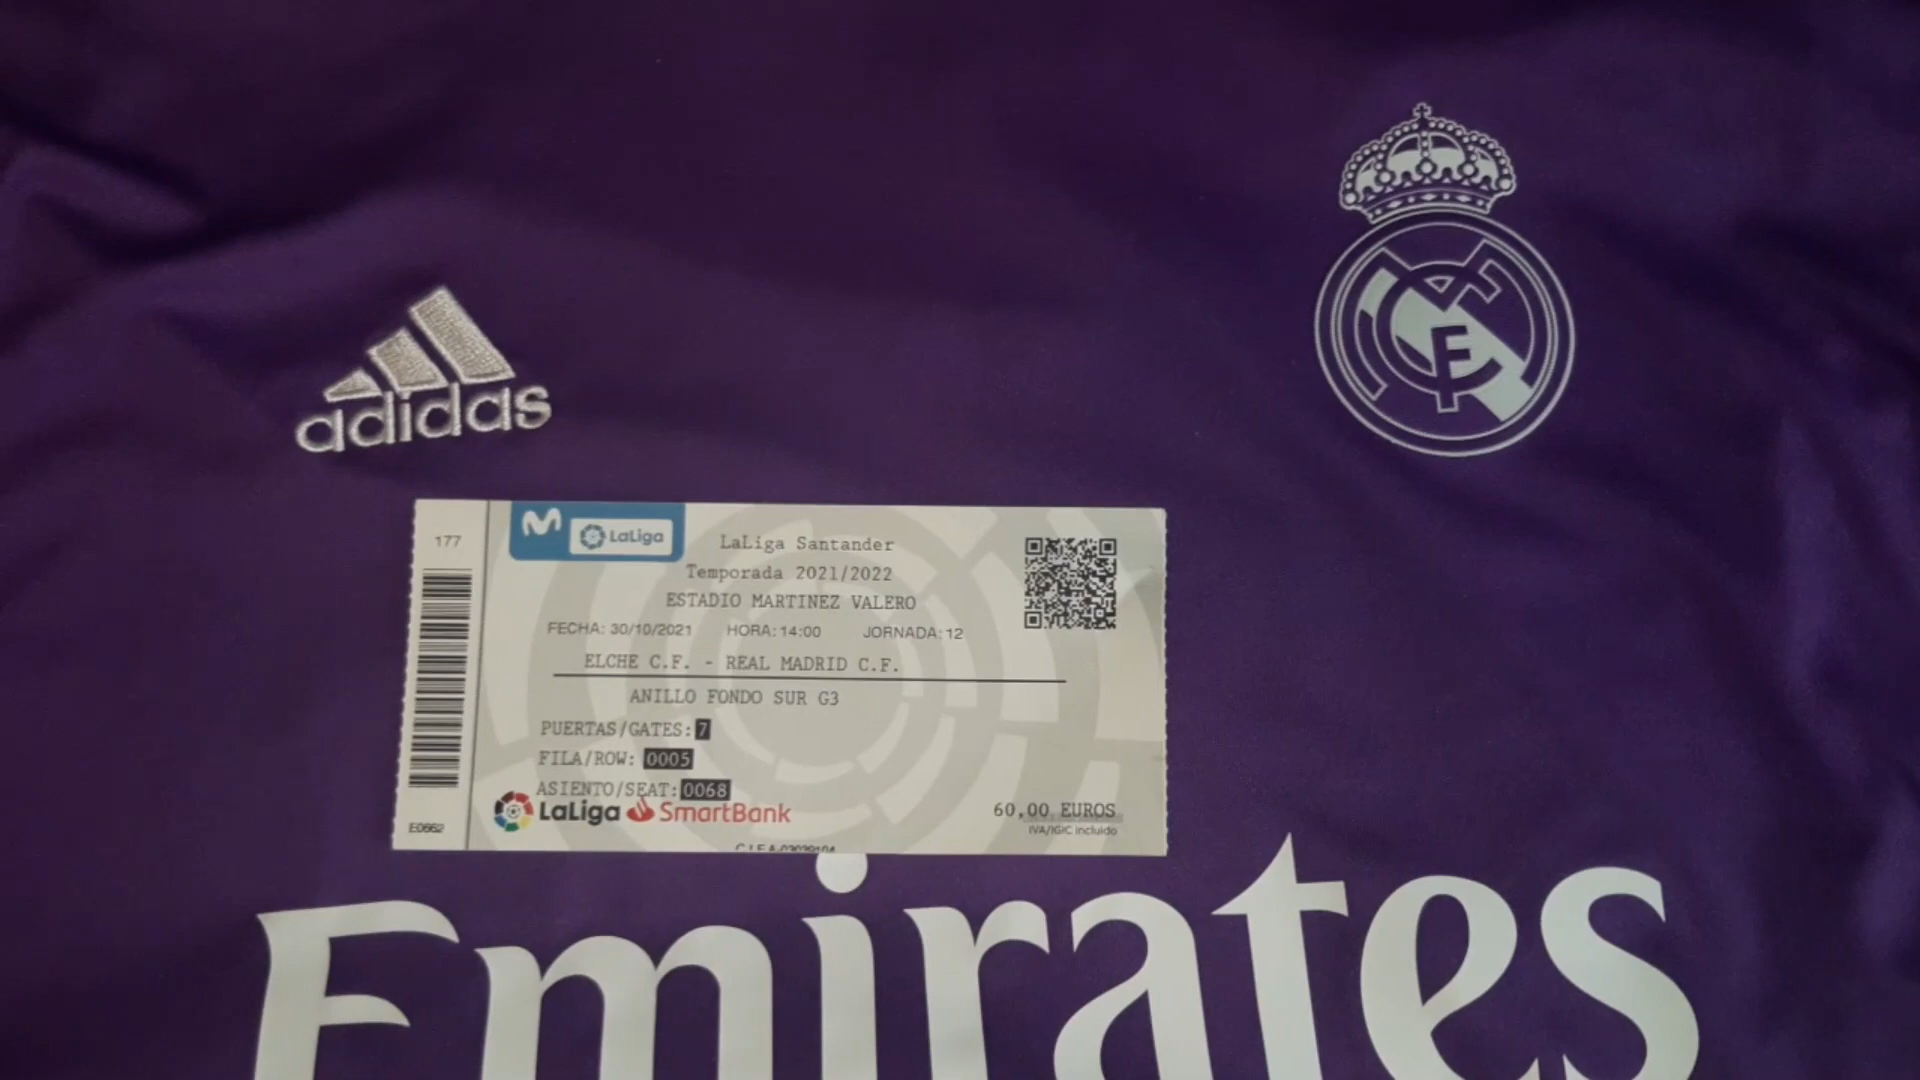 adidas
177
LaLiga
LaLiga Santander
Temporada 2021/2022
ESTADIO MARTINEZ VALERO
FECHA: 30/10/2021 HORA: 14:00 JORNADA: 12
ELCHE C.F. - REAL MADRID C.F.
ANILLO FONDO SUR G3
PUERTAS/GATES: 7
FILA/ROW: 0005
ASIENTO/SEAT: 0068
LaLiga SmartBank
60,00 EUROS
IVA/IGIC incluido
E0662
Emirates